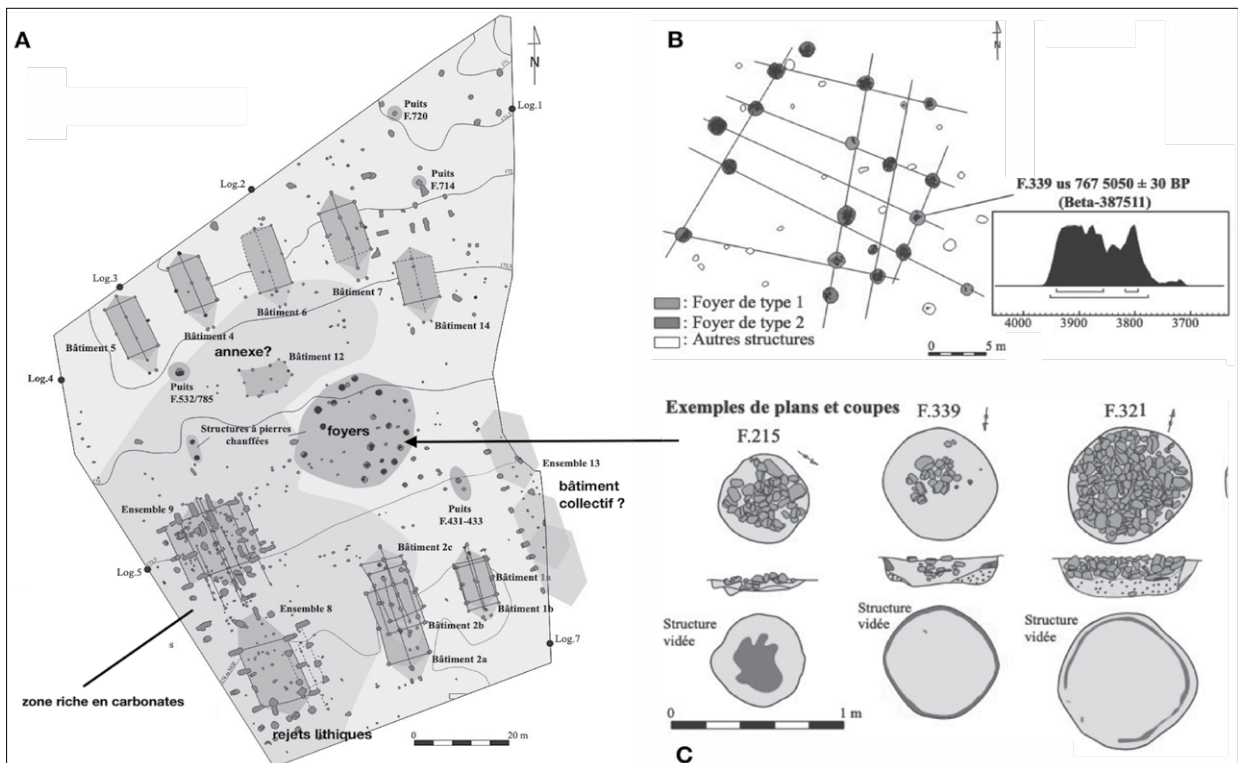 A
N
Log.1
Puits
F.720
Log.2
Puits
F.714
Log.3
Bâtiment 7
Bâtiment 6
Bâtiment 14
Bâtiment 4
Bâtiment 5
annexe?
Bâtiment 12
Log.4
Puits
F.532/785
Structures à pierres
chauffées
foyers
Ensemble 13
bâtiment
collectif ?
Ensemble 9
Puits
F.431-433
Bâtiment 2c
Log.5
Bâtiment 1a
Ensemble 8
Bâtiment 1b
Bâtiment 2b
s
Log.7
Bâtiment 2a
zone riche en carbonates
rejets lithiques
0 20 m
B
N
F.339 us 767 5050 ± 30 BP
(Beta-387511)
: Foyer de type 1
: Foyer de type 2
: Autres structures
0 5 m
4000 3900 3800 3700
Exemples de plans et coupes
F.215
F.339
F.321
Structure
vidée
Structure
vidée
Structure
vidée
0 1 m
C